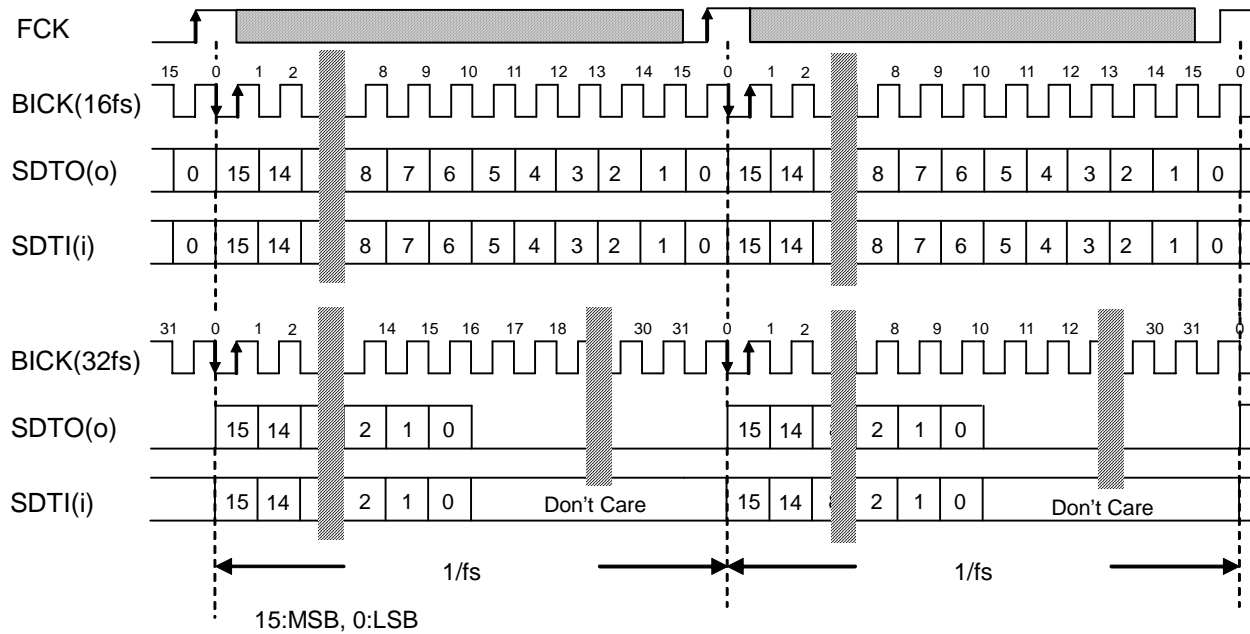 FCK
15 0 1 2 8 9 10 11 12 13 14 15 0 1 2 8 9 10 11 12 13 14 15 0
BICK(16fs)
SDTO(o) 0 15 14 8 7 6 5 4 3 2 1 0 15 14 8 7 6 5 4 3 2 1 0
SDTI(i) 0 15 14 8 7 6 5 4 3 2 1 0 15 14 8 7 6 5 4 3 2 1 0
31 0 1 2 14 15 16 17 18 30 31 0 1 2 8 9 10 11 12 30 31 0
BICK(32fs)
SDTO(o) 15 14 2 1 0 15 14 2 1 0
SDTI(i) 15 14 2 1 0 Don't Care 15 14 2 1 0 Don't Care
1/fs 1/fs
15:MSB, 0:LSB